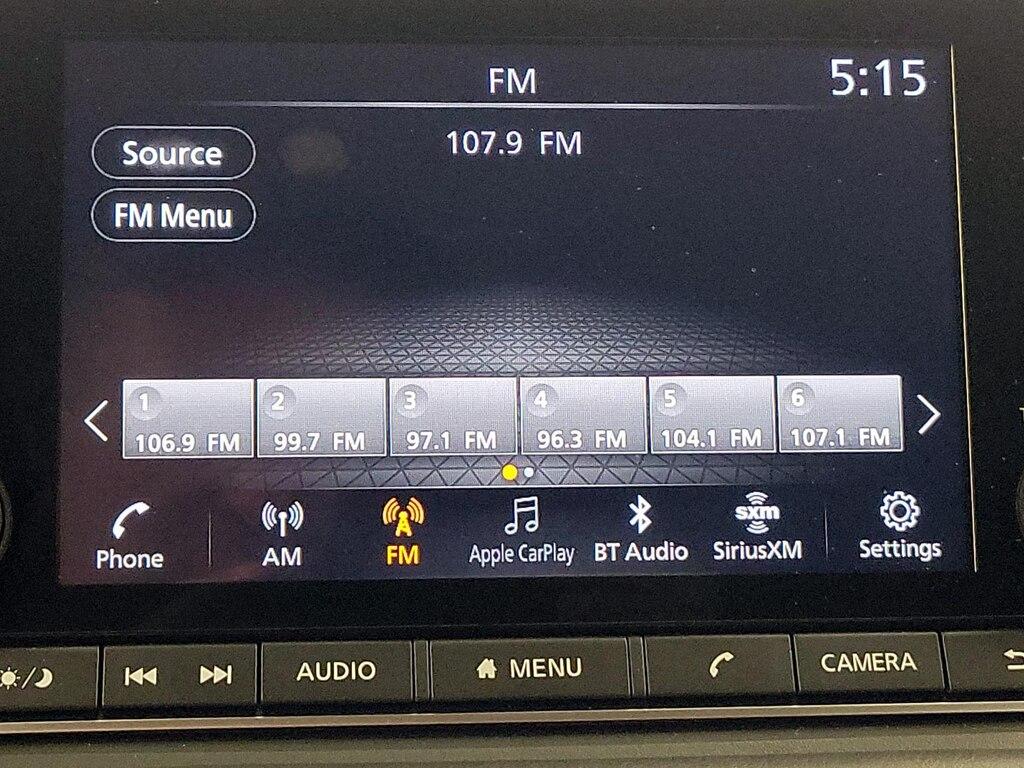 FM
5:15
107.9 FM
Source
FM Menu
1 2 3 4 5 6
106.9 FM 99.7 FM 97.1 FM 96.3 FM 104.1 FM 107.1 FM
sxm
Phone AM FM Apple CarPlay BT Audio SiriusXM Settings
AUDIO MENU CAMERA